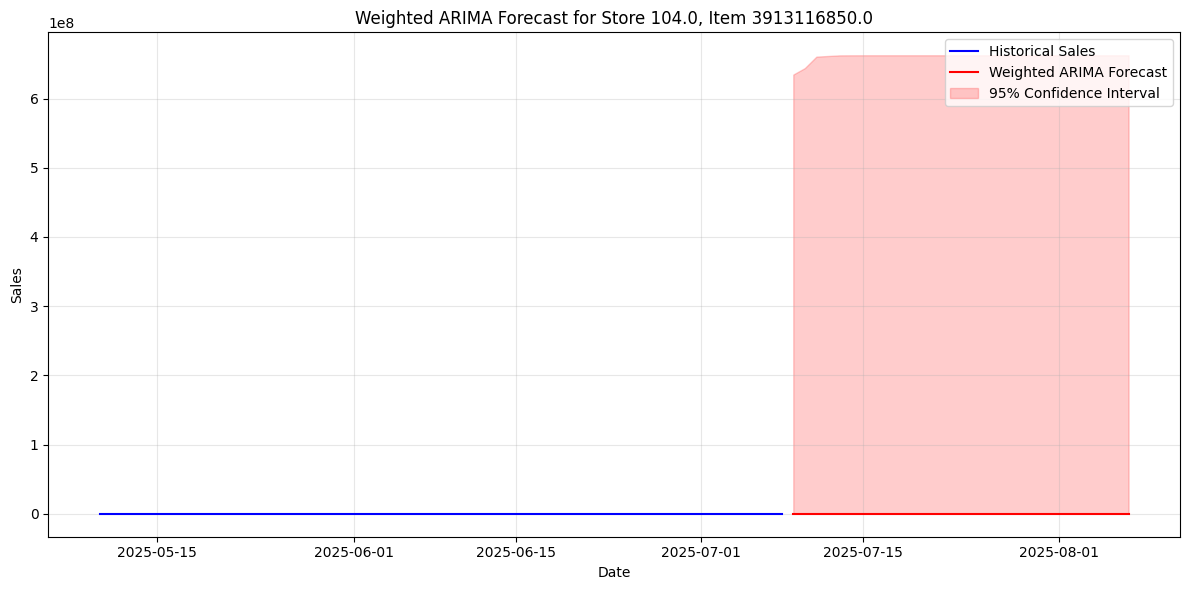 Weighted ARIMA Forecast for Store 104.0, Item 3913116850.0
1e8
Historical Sales
Weighted ARIMA Forecast
95% Confidence Interval
6
5
4
3
2
1
0
Sales
2025-05-15
2025-06-01
2025-06-15
2025-07-01
2025-07-15
2025-08-01
Date